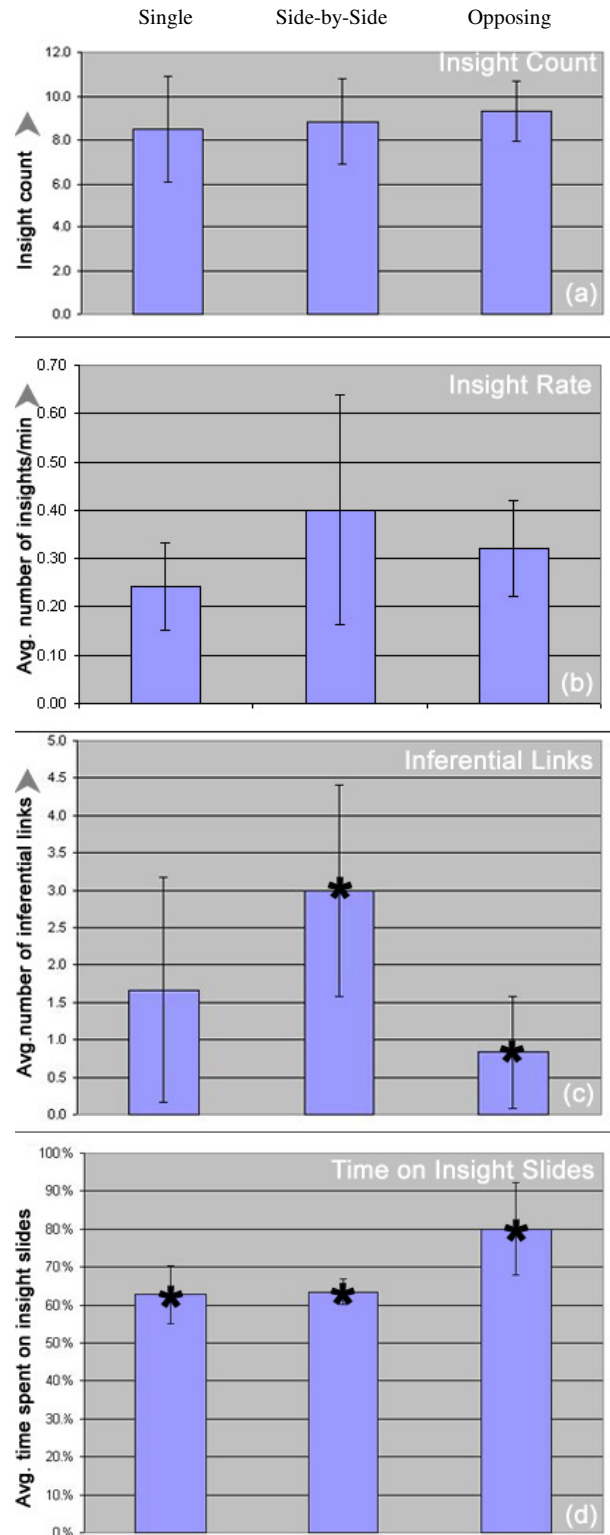 Single Side-by-Side Opposing
Insight Count
Insight count
12.0
10.0
8.0
6.0
4.0
2.0
0.0
(a)
Insight Rate
Avg. number of insights/min
0.70
0.60
0.50
0.40
0.30
0.20
0.10
0.00
(b)
Inferential Links
Avg.number of inferential links
5.0
4.5
4.0
3.5
3.0
2.5
2.0
1.5
1.0
0.5
0.0
(c)
Time on Insight Slides
Avg. time spent on insight slides
100%
90%
80%
70%
60%
50%
40%
30%
20%
10%
0%
(d)